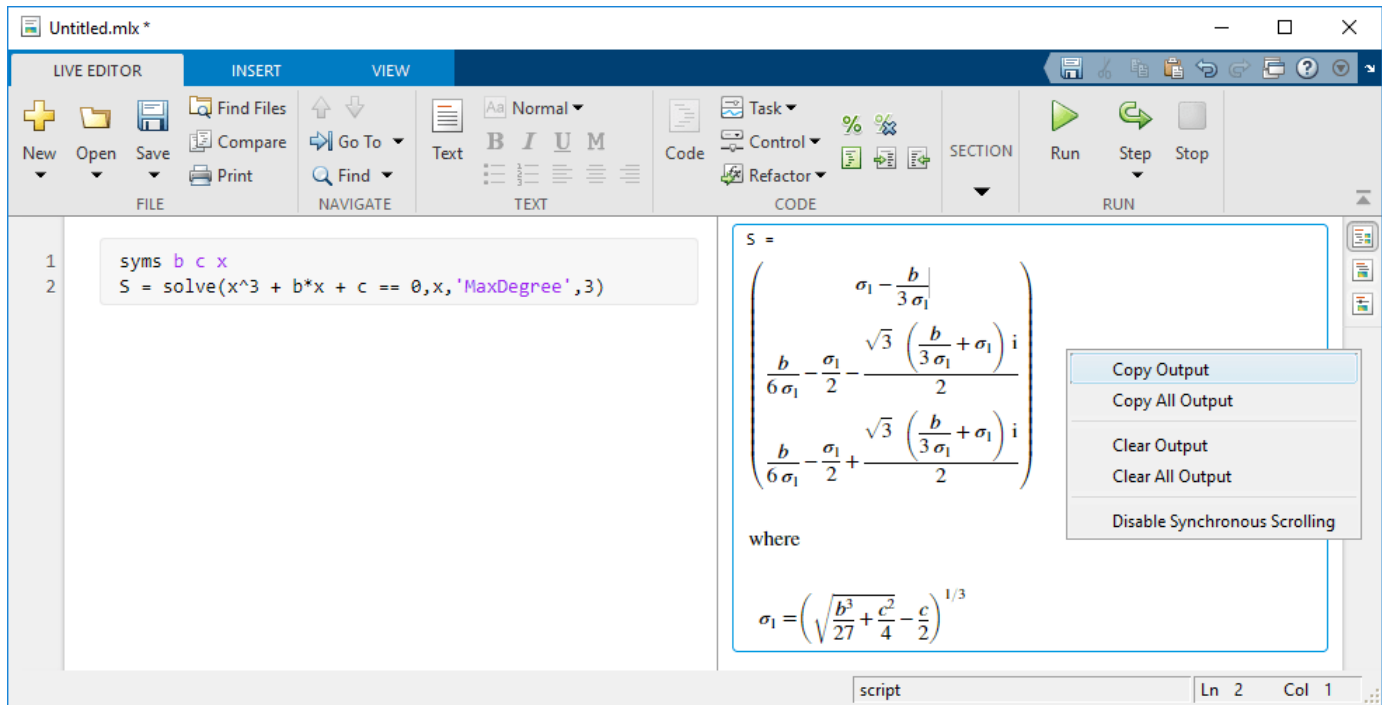 Untitled.mlx *
LIVE EDITOR INSERT VIEW
New Open Save Find Files Compare Print
FILE
Go To Find
NAVIGATE
Text Aa Normal B I U M
TEXT
Code Task Control Refactor
CODE
SECTION
Run Step Stop
RUN
1 syms b c x
2 S = solve(x^3 + b*x + c == 0,x,'MaxDegree',3)
S =
σ₁ − b/(3 σ₁)
b/(6 σ₁) − σ₁/2 − (√3 (b/(3 σ₁) + σ₁) i)/2
b/(6 σ₁) − σ₁/2 + (√3 (b/(3 σ₁) + σ₁) i)/2
where
σ₁ = (√(b³/27 + c²/4) − c/2)^1/3
Copy Output
Copy All Output
Clear Output
Clear All Output
Disable Synchronous Scrolling
script Ln 2 Col 1